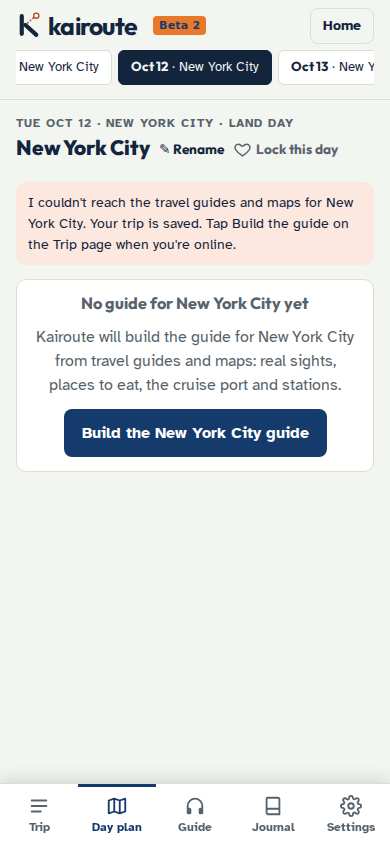 kairoute
Beta 2
Home
New York City
Oct 12 · New York City
Oct 13 · New Y
TUE OCT 12 · NEW YORK CITY · LAND DAY
New York City
✎ Rename
Lock this day
I couldn't reach the travel guides and maps for New
York City. Your trip is saved. Tap Build the guide on
the Trip page when you're online.
No guide for New York City yet
Kairoute will build the guide for New York City
from travel guides and maps: real sights,
places to eat, the cruise port and stations.
Build the New York City guide
Trip
Day plan
Guide
Journal
Settings